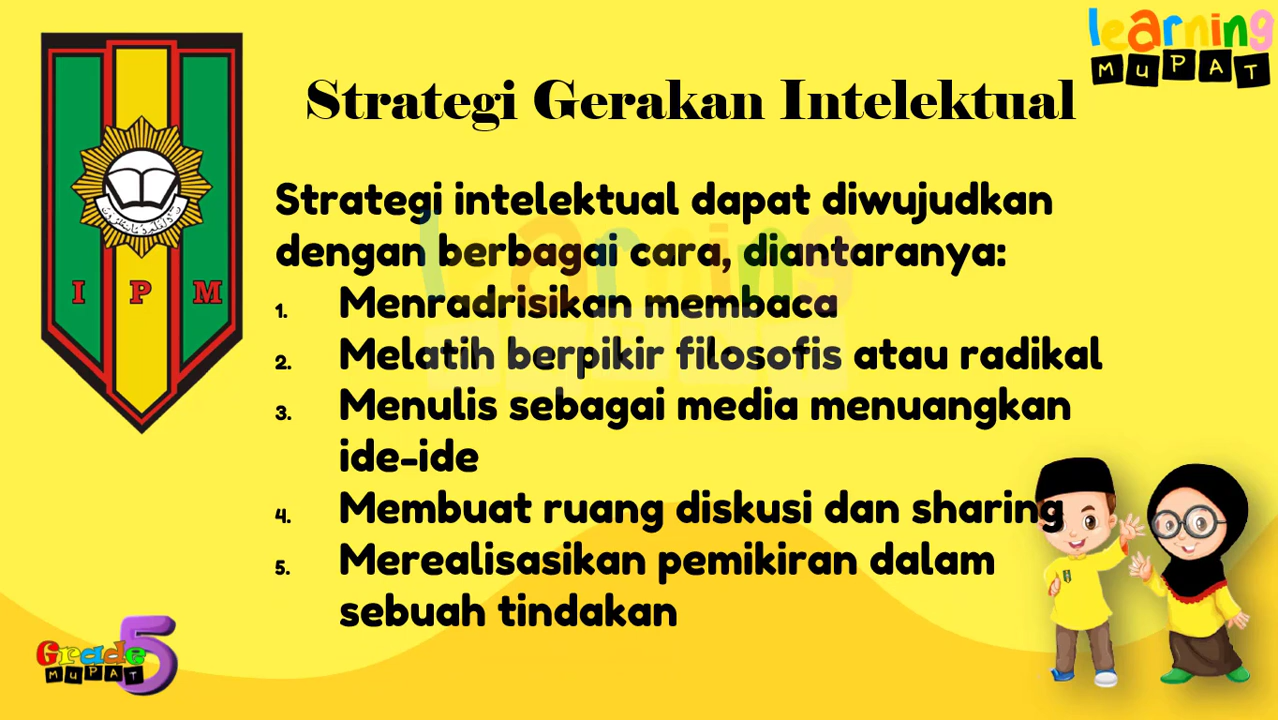 learning
MUPAT
Strategi Gerakan Intelektual
Strategi intelektual dapat diwujudkan
dengan berbagai cara, diantaranya:
1. Menradrisikan membaca
2. Melatih berpikir filosofis atau radikal
3. Menulis sebagai media menuangkan
ide-ide
4. Membuat ruang diskusi dan sharing
5. Merealisasikan pemikiran dalam
sebuah tindakan
I P M
Grade 5
MUPAT
learning